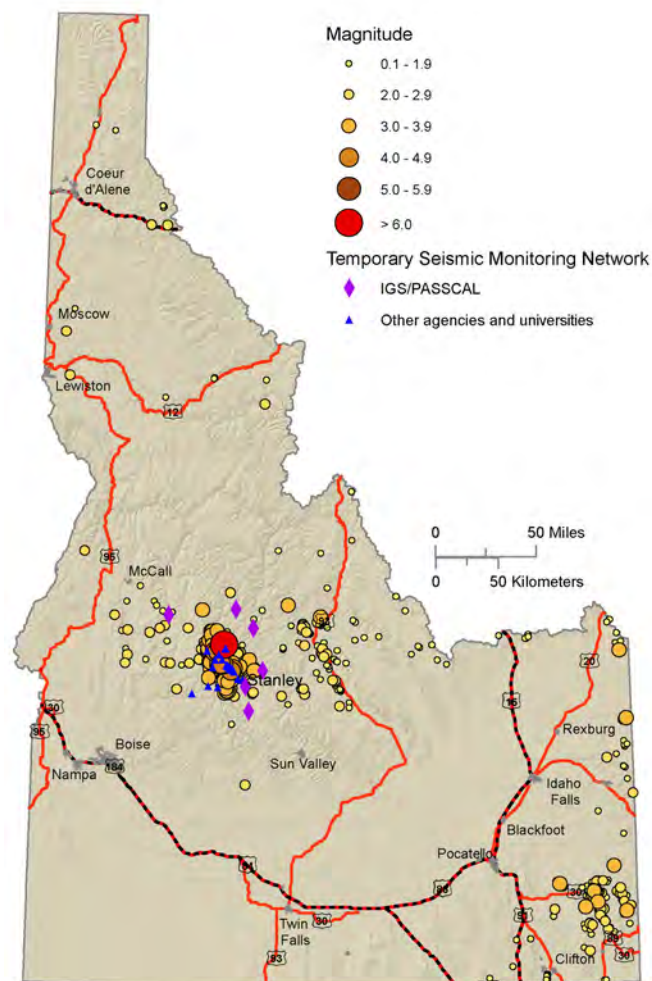 Magnitude
0.1 - 1.9
2.0 - 2.9
3.0 - 3.9
4.0 - 4.9
5.0 - 5.9
> 6.0
Temporary Seismic Monitoring Network
IGS/PASSCAL
Other agencies and universities
Coeur
d'Alene
Moscow
Lewiston
12
0 50 Miles
0 50 Kilometers
95
McCall
93
20
Stanley
15
30
95
Rexburg
Boise
184
Nampa
Sun Valley
Idaho
Falls
Blackfoot
Pocatello
84
86
30
91
30
Twin
Falls
93
89
30
Clifton